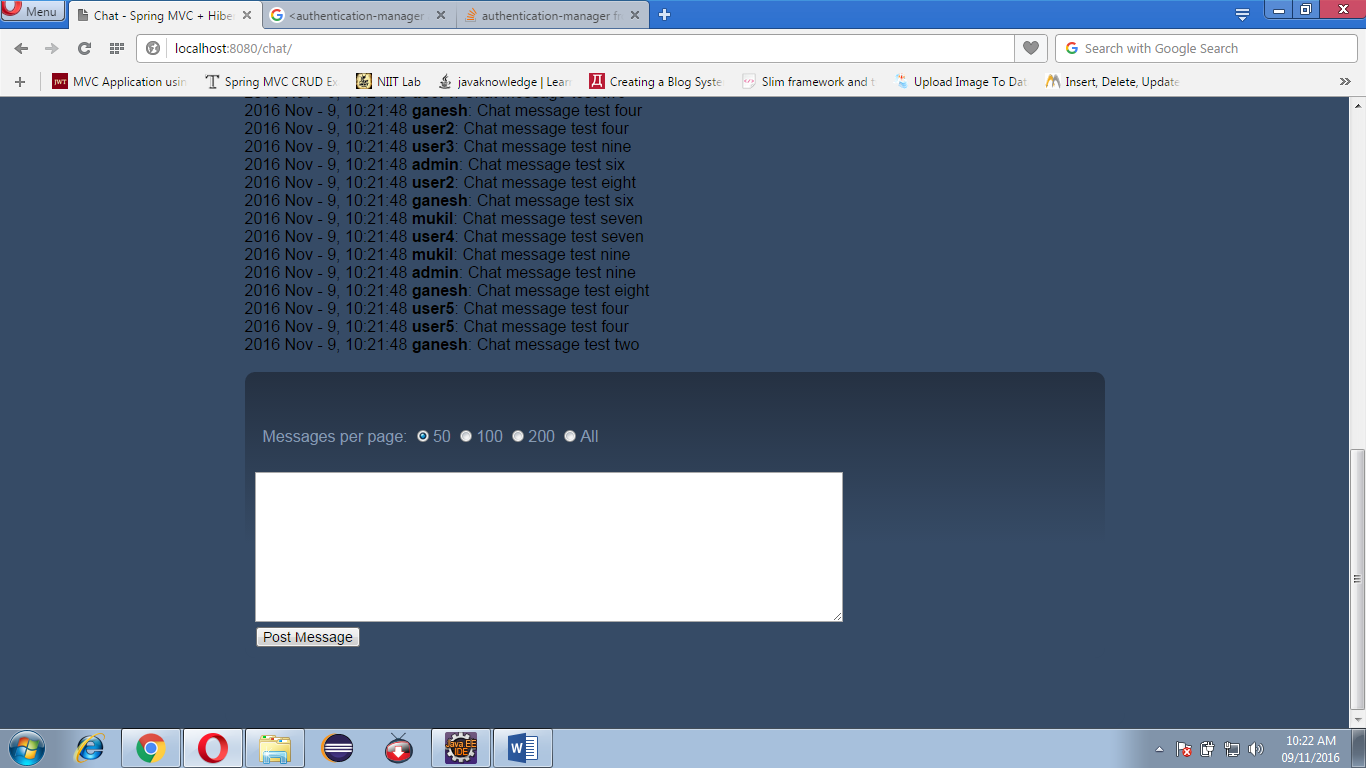 Menu
Chat - Spring MVC + Hibe
<authentication-manager
authentication-manager fr
localhost:8080/chat/
Search with Google Search
JWT MVC Application usin
T Spring MVC CRUD Ex
NIIT Lab
javaknowledge | Lear
Д Creating a Blog Syste
Slim framework and t
Upload Image To Dat
Insert, Delete, Update
2016 Nov - 9, 10:21:48 ganesh: Chat message test four
2016 Nov - 9, 10:21:48 user2: Chat message test four
2016 Nov - 9, 10:21:48 user3: Chat message test nine
2016 Nov - 9, 10:21:48 admin: Chat message test six
2016 Nov - 9, 10:21:48 user2: Chat message test eight
2016 Nov - 9, 10:21:48 ganesh: Chat message test six
2016 Nov - 9, 10:21:48 mukil: Chat message test seven
2016 Nov - 9, 10:21:48 user4: Chat message test seven
2016 Nov - 9, 10:21:48 mukil: Chat message test nine
2016 Nov - 9, 10:21:48 admin: Chat message test nine
2016 Nov - 9, 10:21:48 ganesh: Chat message test eight
2016 Nov - 9, 10:21:48 user5: Chat message test four
2016 Nov - 9, 10:21:48 user5: Chat message test four
2016 Nov - 9, 10:21:48 ganesh: Chat message test two
Messages per page: 50 100 200 All
Post Message
Java EE
IDE
W
10:22 AM
09/11/2016